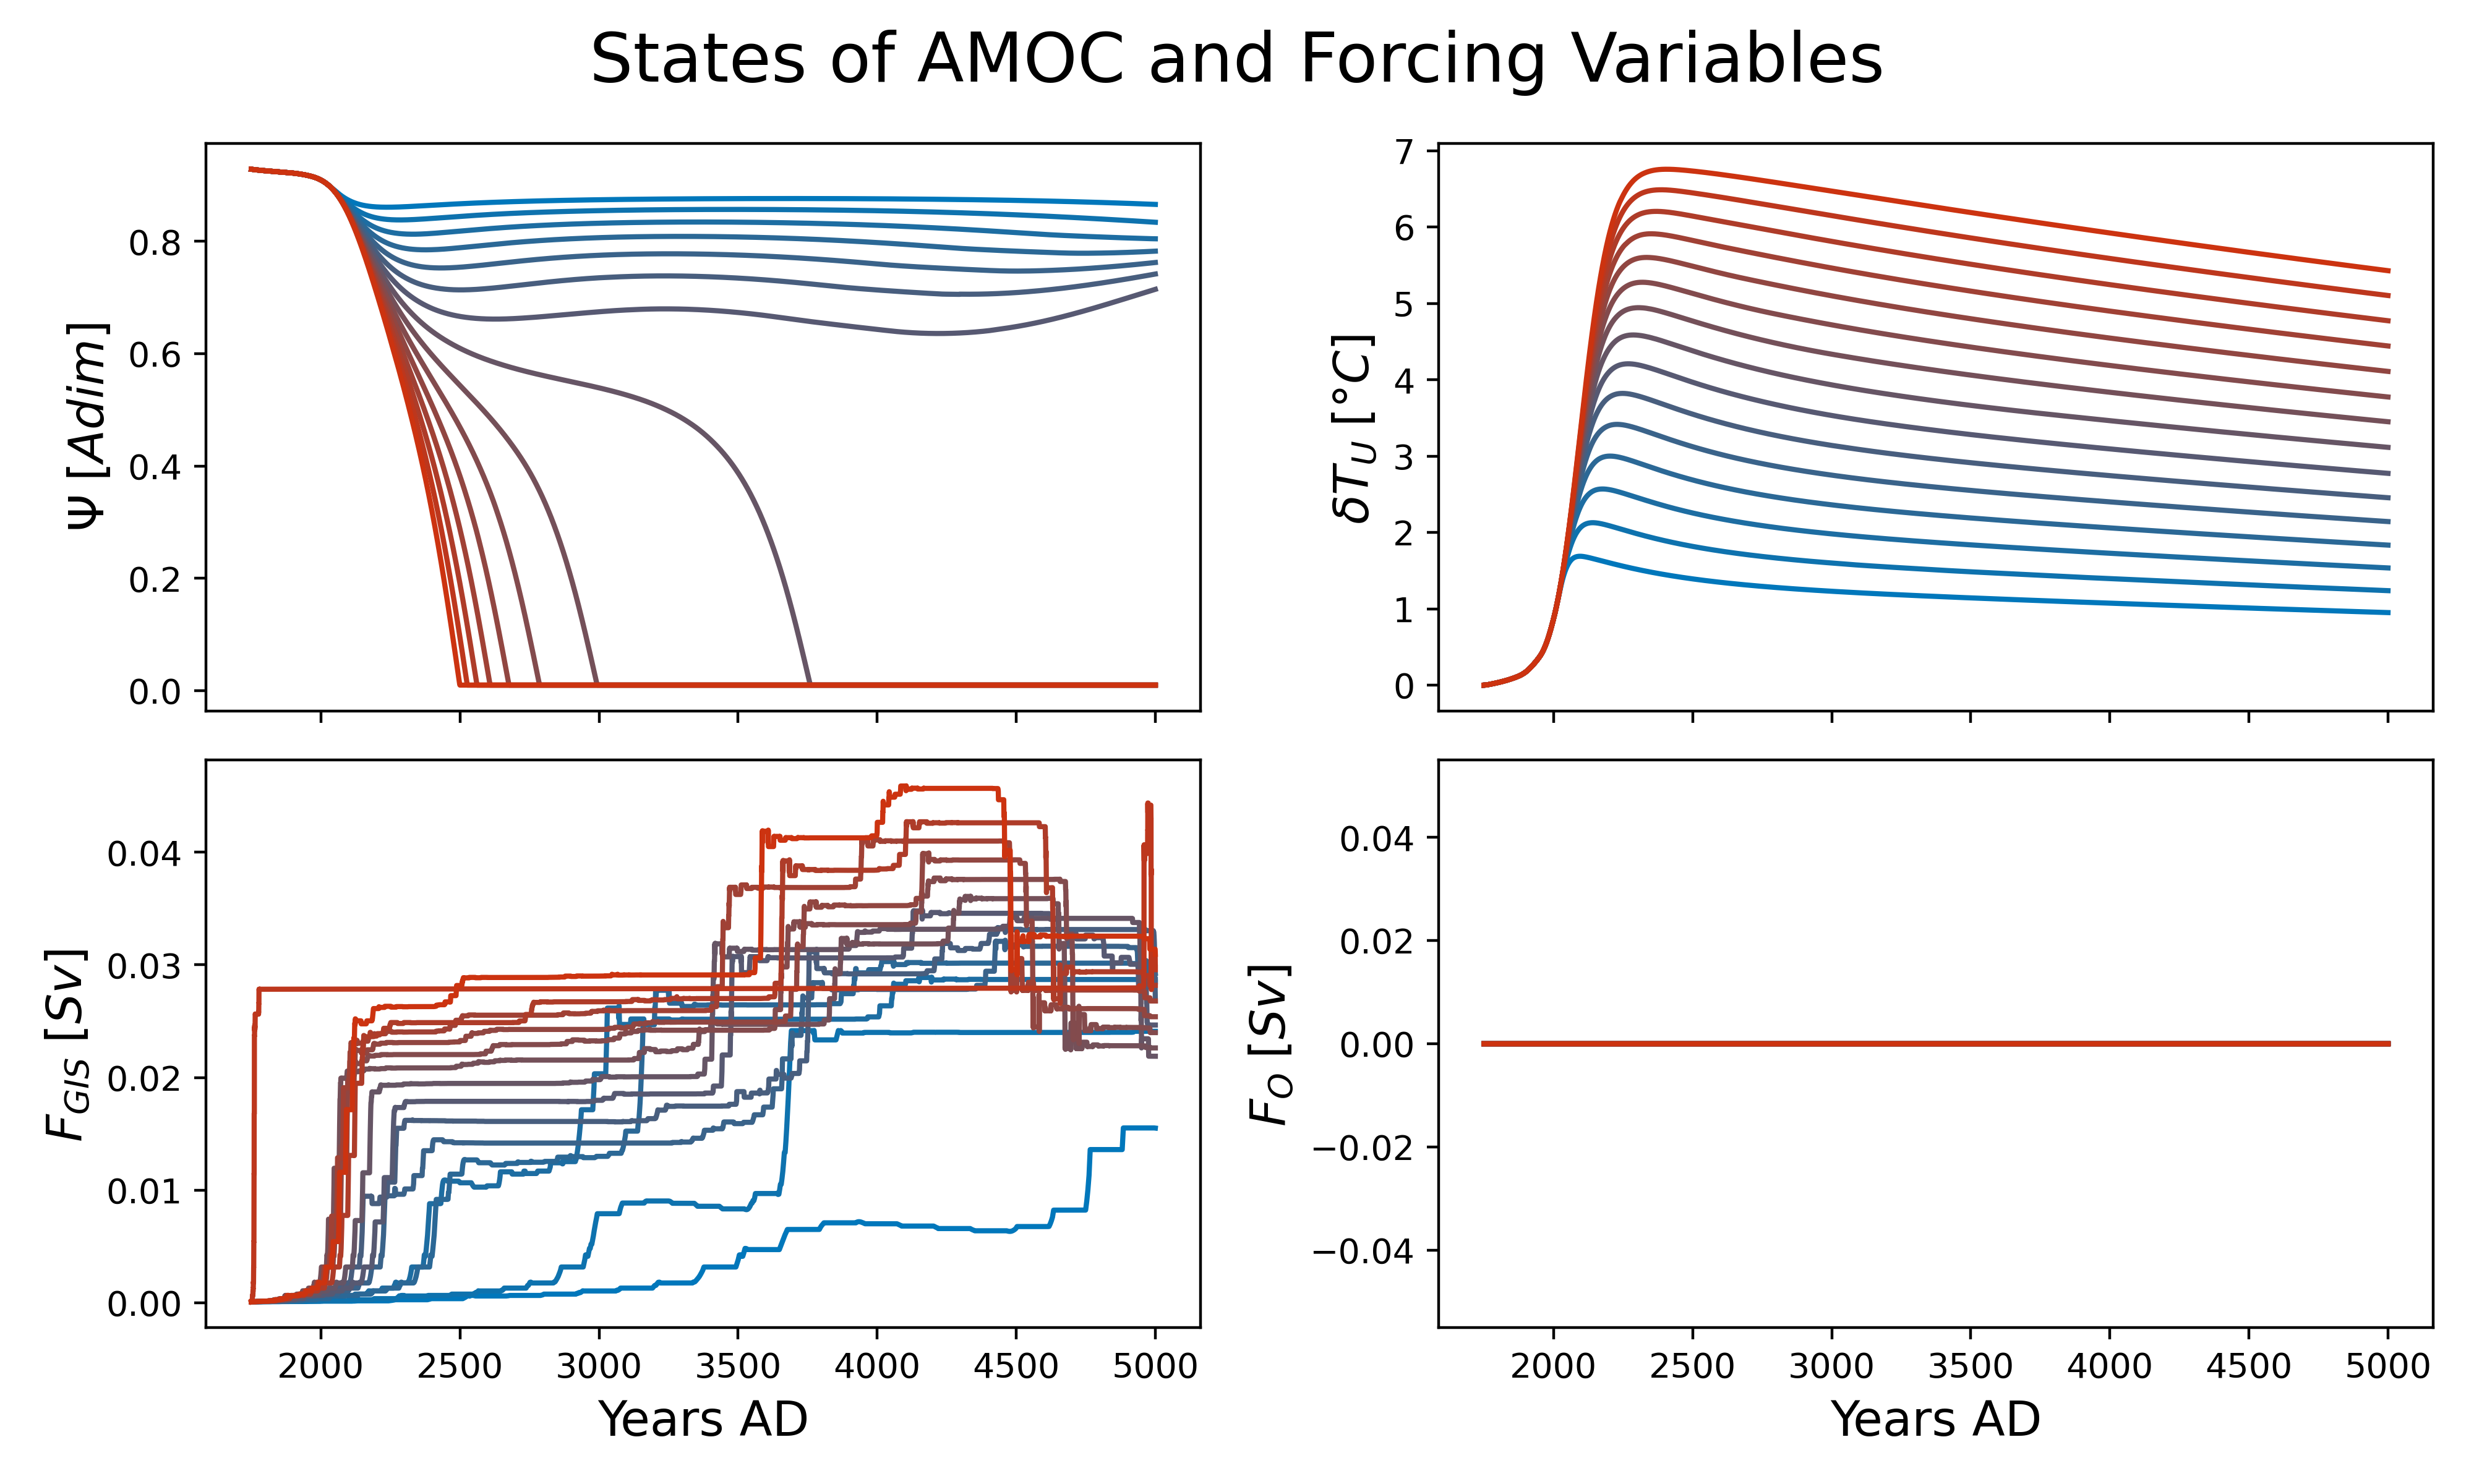 States of AMOC and Forcing Variables
Ψ [Adim]
0.8
0.6
0.4
0.2
0.0
δT_U [°C]
7
6
5
4
3
2
1
0
F_GIS [Sv]
0.04
0.03
0.02
0.01
0.00
2000 2500 3000 3500 4000 4500 5000
Years AD
F_O [Sv]
0.04
0.02
0.00
−0.02
−0.04
2000 2500 3000 3500 4000 4500 5000
Years AD